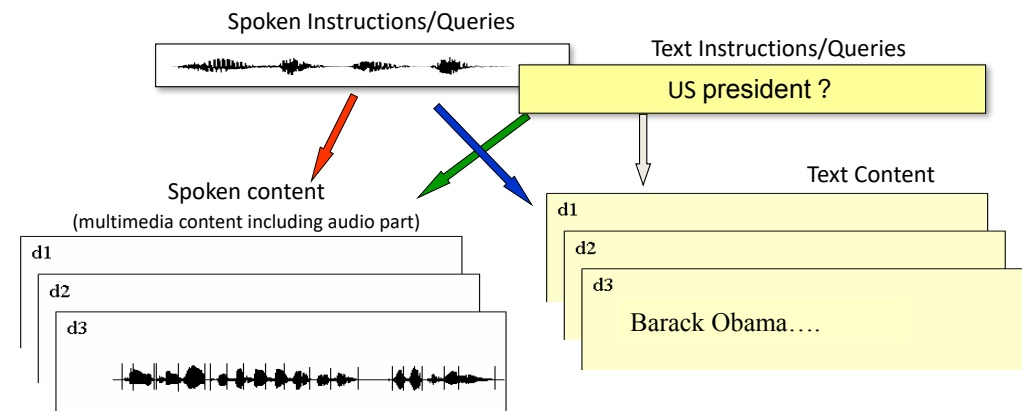 Spoken Instructions/Queries
Text Instructions/Queries
US president ?
Spoken content
(multimedia content including audio part)
d1
d2
d3
Text Content
d1
d2
d3
Barack Obama….